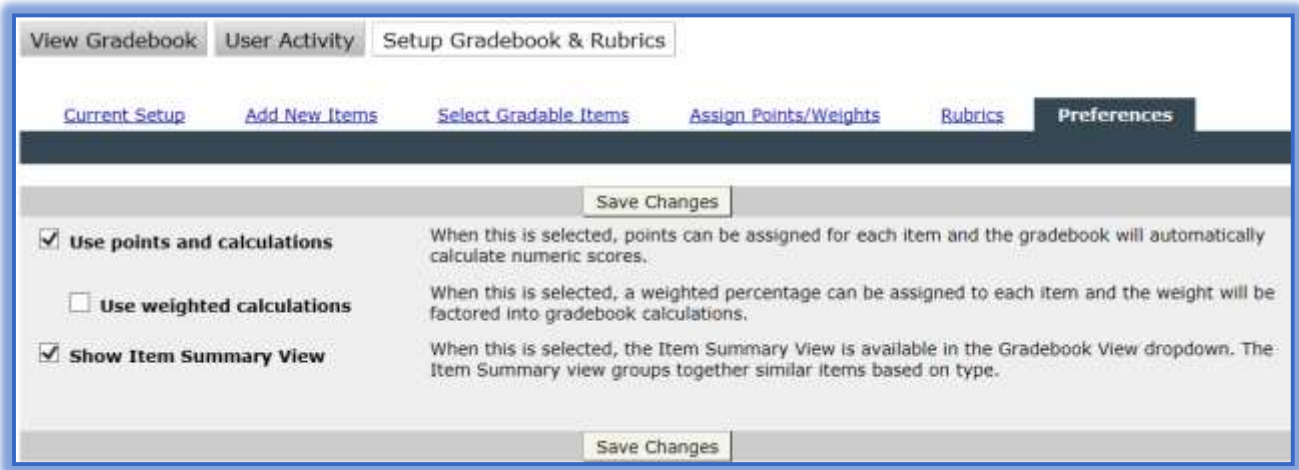 View Gradebook User Activity Setup Gradebook & Rubrics
Current Setup Add New Items Select Gradable Items Assign Points/Weights Rubrics Preferences
Save Changes
Use points and calculations When this is selected, points can be assigned for each item and the gradebook will automatically
calculate numeric scores.
Use weighted calculations When this is selected, a weighted percentage can be assigned to each item and the weight will be
factored into gradebook calculations.
Show Item Summary View When this is selected, the Item Summary View is available in the Gradebook View dropdown. The
Item Summary view groups together similar items based on type.
Save Changes